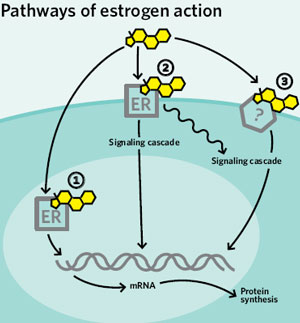 Pathways of estrogen action
2
3
ER
?
Signaling cascade
Signaling cascade
1
ER
mRNA
Protein
synthesis